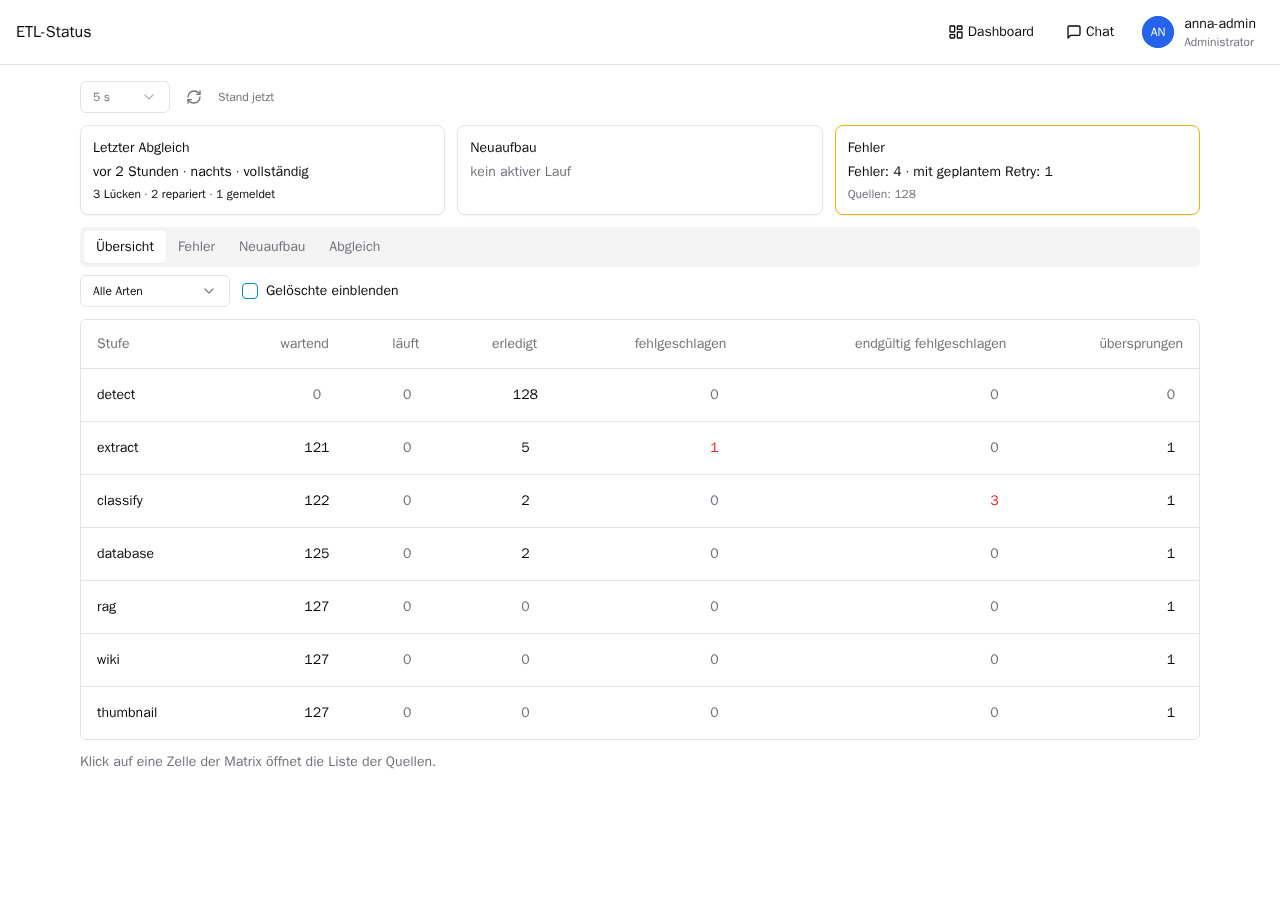 ETL-Status
Dashboard
Chat
AN
anna-admin
Administrator
5 s
Stand jetzt
Letzter Abgleich
vor 2 Stunden · nachts · vollständig
3 Lücken · 2 repariert · 1 gemeldet
Neuaufbau
kein aktiver Lauf
Fehler
Fehler: 4 · mit geplantem Retry: 1
Quellen: 128
Übersicht Fehler Neuaufbau Abgleich
Alle Arten
Gelöschte einblenden
Stufe wartend läuft erledigt fehlgeschlagen endgültig fehlgeschlagen übersprungen
detect 0 0 128 0 0 0
extract 121 0 5 1 0 1
classify 122 0 2 0 3 1
database 125 0 2 0 0 1
rag 127 0 0 0 0 1
wiki 127 0 0 0 0 1
thumbnail 127 0 0 0 0 1
Klick auf eine Zelle der Matrix öffnet die Liste der Quellen.